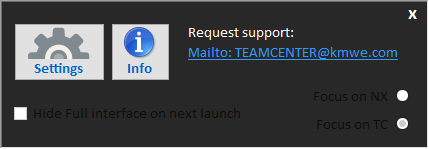 X
Request support:
Mailto: TEAMCENTER@kmwe.com
Settings
Info
Focus on NX
Hide Full interface on next launch
Focus on TC